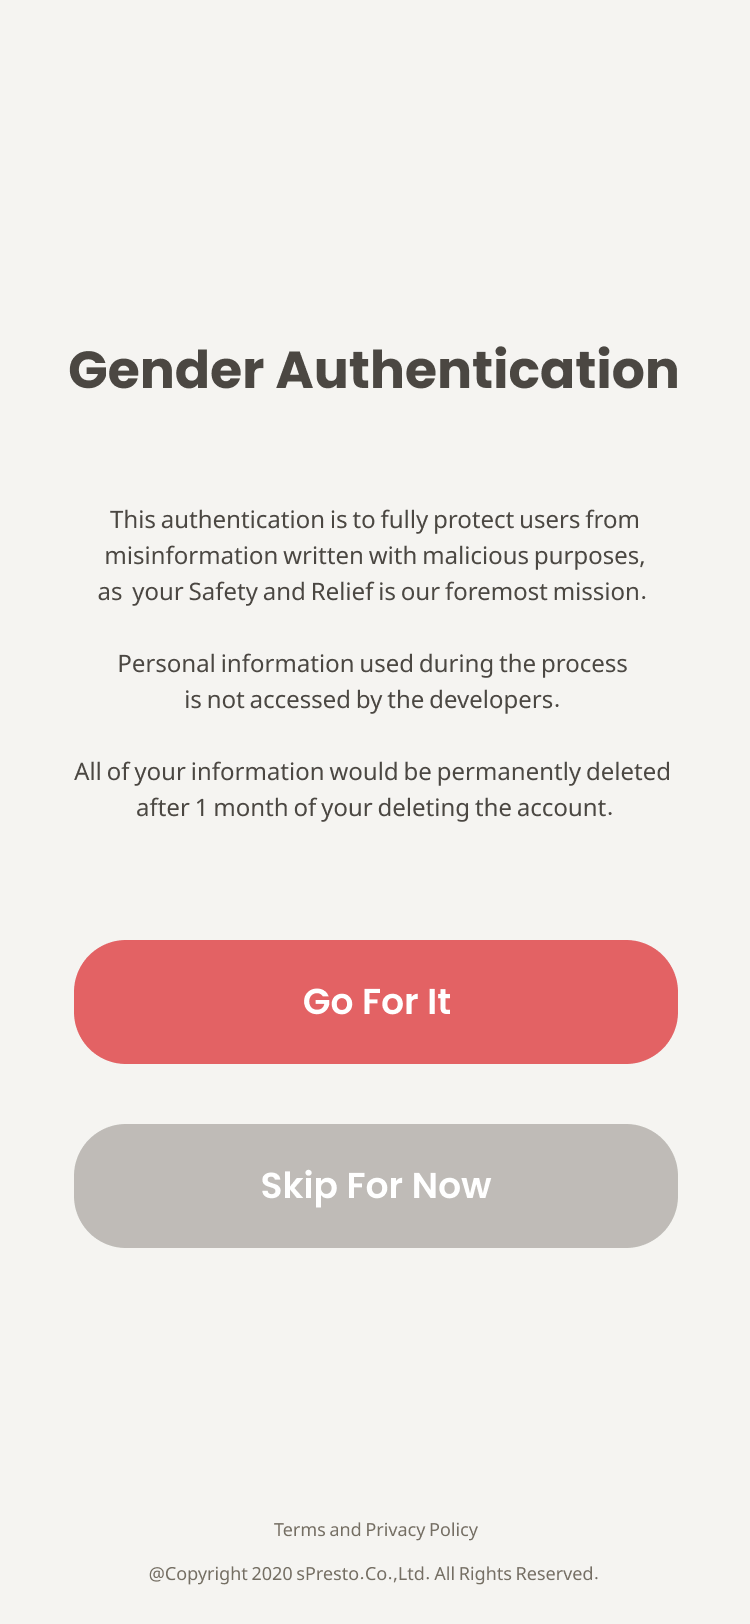 Gender Authentication
This authentication is to fully protect users from
misinformation written with malicious purposes,
as  your Safety and Relief is our foremost mission.
Personal information used during the process
is not accessed by the developers.
All of your information would be permanently deleted
after 1 month of your deleting the account.
Go For It
Skip For Now
Terms and Privacy Policy
@Copyright 2020 sPresto.Co.,Ltd. All Rights Reserved.